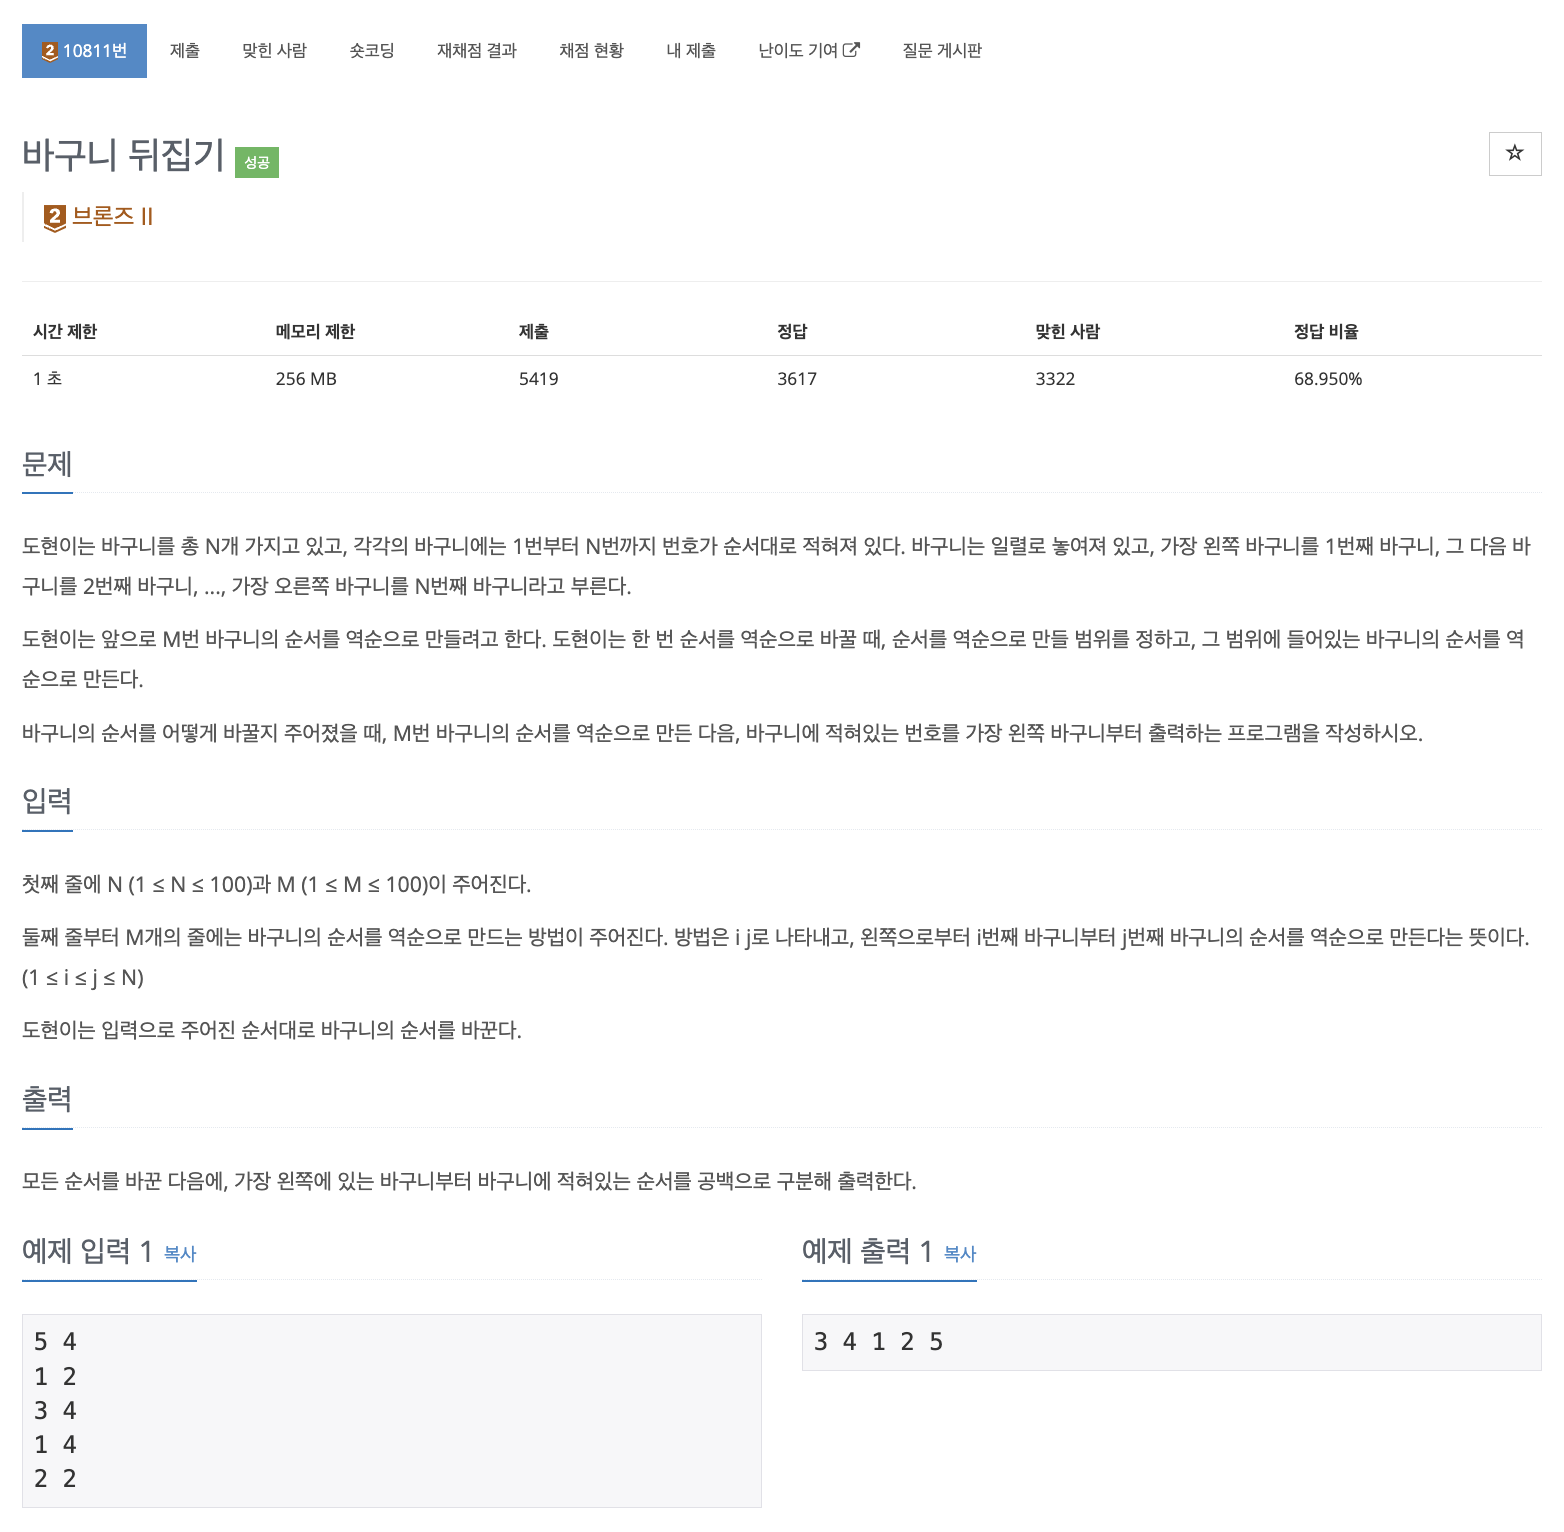 2 10811번 제출 맞힌 사람 숏코딩 재채점 결과 채점 현황 내 제출 난이도 기여 질문 게시판
바구니 뒤집기 성공
2 브론즈 II
시간 제한 메모리 제한 제출 정답 맞힌 사람 정답 비율
1 초 256 MB 5419 3617 3322 68.950%
문제
도현이는 바구니를 총 N개 가지고 있고, 각각의 바구니에는 1번부터 N번까지 번호가 순서대로 적혀져 있다. 바구니는 일렬로 놓여져 있고, 가장 왼쪽 바구니를 1번째 바구니, 그 다음 바
구니를 2번째 바구니, ..., 가장 오른쪽 바구니를 N번째 바구니라고 부른다.
도현이는 앞으로 M번 바구니의 순서를 역순으로 만들려고 한다. 도현이는 한 번 순서를 역순으로 바꿀 때, 순서를 역순으로 만들 범위를 정하고, 그 범위에 들어있는 바구니의 순서를 역
순으로 만든다.
바구니의 순서를 어떻게 바꿀지 주어졌을 때, M번 바구니의 순서를 역순으로 만든 다음, 바구니에 적혀있는 번호를 가장 왼쪽 바구니부터 출력하는 프로그램을 작성하시오.
입력
첫째 줄에 N (1 ≤ N ≤ 100)과 M (1 ≤ M ≤ 100)이 주어진다.
둘째 줄부터 M개의 줄에는 바구니의 순서를 역순으로 만드는 방법이 주어진다. 방법은 i j로 나타내고, 왼쪽으로부터 i번째 바구니부터 j번째 바구니의 순서를 역순으로 만든다는 뜻이다.
(1 ≤ i ≤ j ≤ N)
도현이는 입력으로 주어진 순서대로 바구니의 순서를 바꾼다.
출력
모든 순서를 바꾼 다음에, 가장 왼쪽에 있는 바구니부터 바구니에 적혀있는 순서를 공백으로 구분해 출력한다.
예제 입력 1 복사
5 4
1 2
3 4
1 4
2 2
예제 출력 1 복사
3 4 1 2 5